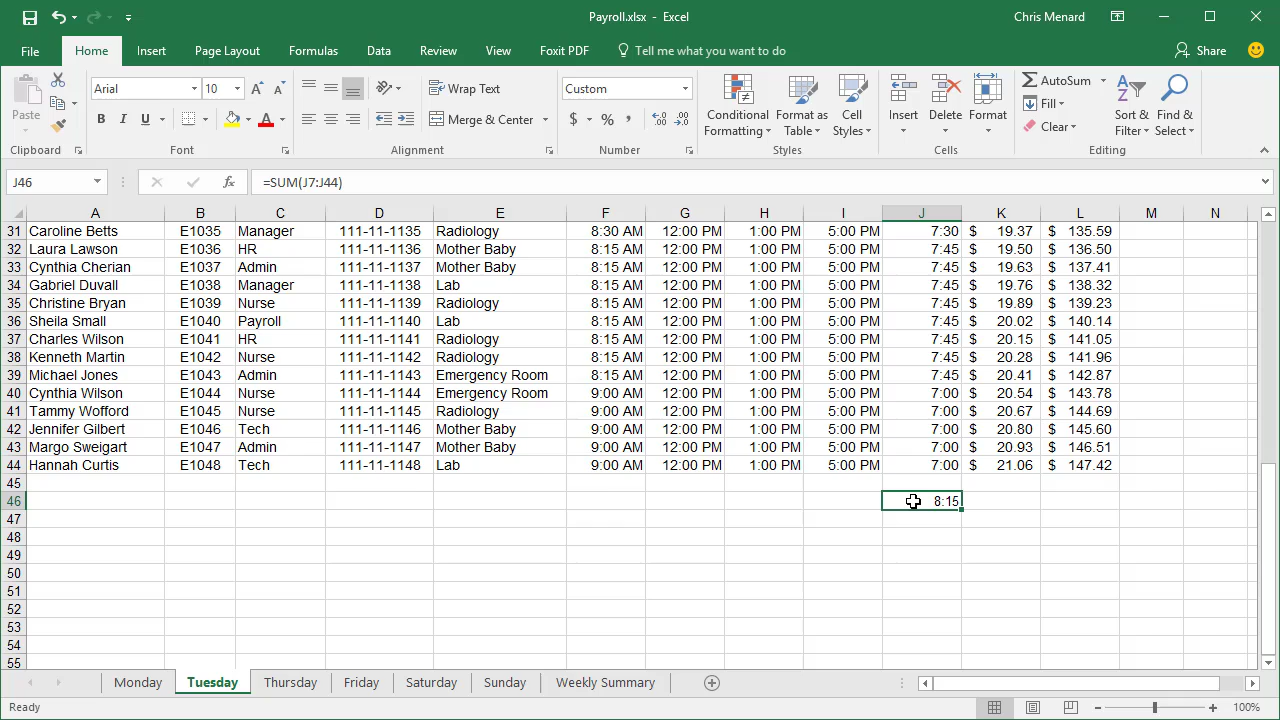 Payroll.xlsx - Excel
Chris Menard
File Home Insert Page Layout Formulas Data Review View Foxit PDF Tell me what you want to do Share
Paste
Arial 10
B I U
Wrap Text
Merge & Center
Custom
$ % ,
Conditional Formatting
Format as Table
Cell Styles
Insert Delete Format
AutoSum
Fill
Clear
Sort & Filter
Find & Select
Clipboard Font Alignment Number Styles Cells Editing
J46 fx =SUM(J7:J44)
A B C D E F G H I J K L M N
31 Caroline Betts E1035 Manager 111-11-1135 Radiology 8:30 AM 12:00 PM 1:00 PM 5:00 PM 7:30 $ 19.37 $ 135.59
32 Laura Lawson E1036 HR 111-11-1136 Mother Baby 8:15 AM 12:00 PM 1:00 PM 5:00 PM 7:45 $ 19.50 $ 136.50
33 Cynthia Cherian E1037 Admin 111-11-1137 Mother Baby 8:15 AM 12:00 PM 1:00 PM 5:00 PM 7:45 $ 19.63 $ 137.41
34 Gabriel Duvall E1038 Manager 111-11-1138 Lab 8:15 AM 12:00 PM 1:00 PM 5:00 PM 7:45 $ 19.76 $ 138.32
35 Christine Bryan E1039 Nurse 111-11-1139 Radiology 8:15 AM 12:00 PM 1:00 PM 5:00 PM 7:45 $ 19.89 $ 139.23
36 Sheila Small E1040 Payroll 111-11-1140 Lab 8:15 AM 12:00 PM 1:00 PM 5:00 PM 7:45 $ 20.02 $ 140.14
37 Charles Wilson E1041 HR 111-11-1141 Radiology 8:15 AM 12:00 PM 1:00 PM 5:00 PM 7:45 $ 20.15 $ 141.05
38 Kenneth Martin E1042 Nurse 111-11-1142 Radiology 8:15 AM 12:00 PM 1:00 PM 5:00 PM 7:45 $ 20.28 $ 141.96
39 Michael Jones E1043 Admin 111-11-1143 Emergency Room 8:15 AM 12:00 PM 1:00 PM 5:00 PM 7:45 $ 20.41 $ 142.87
40 Cynthia Wilson E1044 Nurse 111-11-1144 Emergency Room 9:00 AM 12:00 PM 1:00 PM 5:00 PM 7:00 $ 20.54 $ 143.78
41 Tammy Wofford E1045 Nurse 111-11-1145 Radiology 9:00 AM 12:00 PM 1:00 PM 5:00 PM 7:00 $ 20.67 $ 144.69
42 Jennifer Gilbert E1046 Tech 111-11-1146 Mother Baby 9:00 AM 12:00 PM 1:00 PM 5:00 PM 7:00 $ 20.80 $ 145.60
43 Margo Sweigart E1047 Admin 111-11-1147 Mother Baby 9:00 AM 12:00 PM 1:00 PM 5:00 PM 7:00 $ 20.93 $ 146.51
44 Hannah Curtis E1048 Tech 111-11-1148 Lab 9:00 AM 12:00 PM 1:00 PM 5:00 PM 7:00 $ 21.06 $ 147.42
45
46 8:15
47
48
49
50
51
52
53
54
55
Monday Tuesday Thursday Friday Saturday Sunday Weekly Summary
Ready 100%